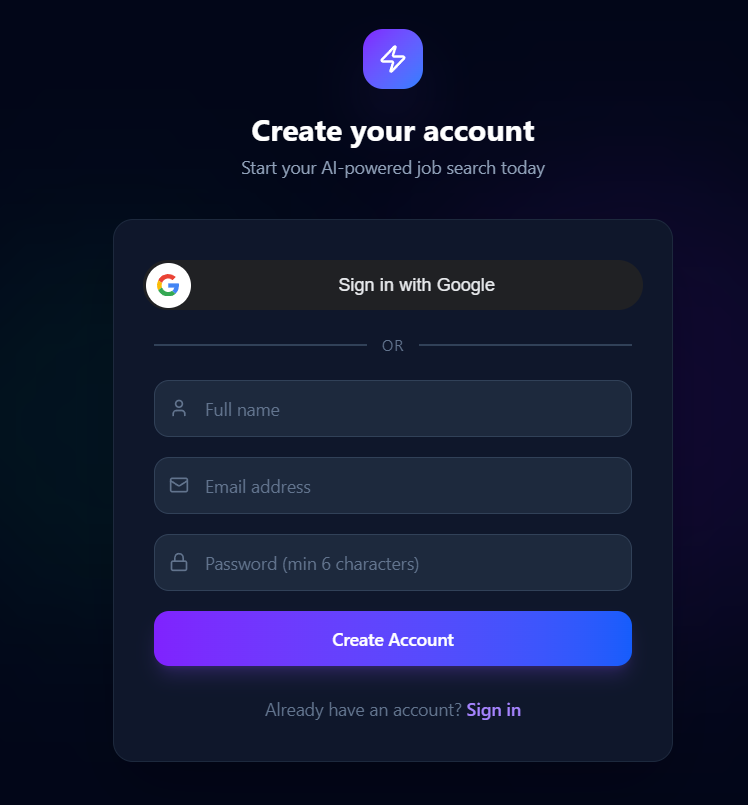 Create your account
Start your AI-powered job search today
Sign in with Google
OR
Full name
Email address
Password (min 6 characters)
Create Account
Already have an account? Sign in